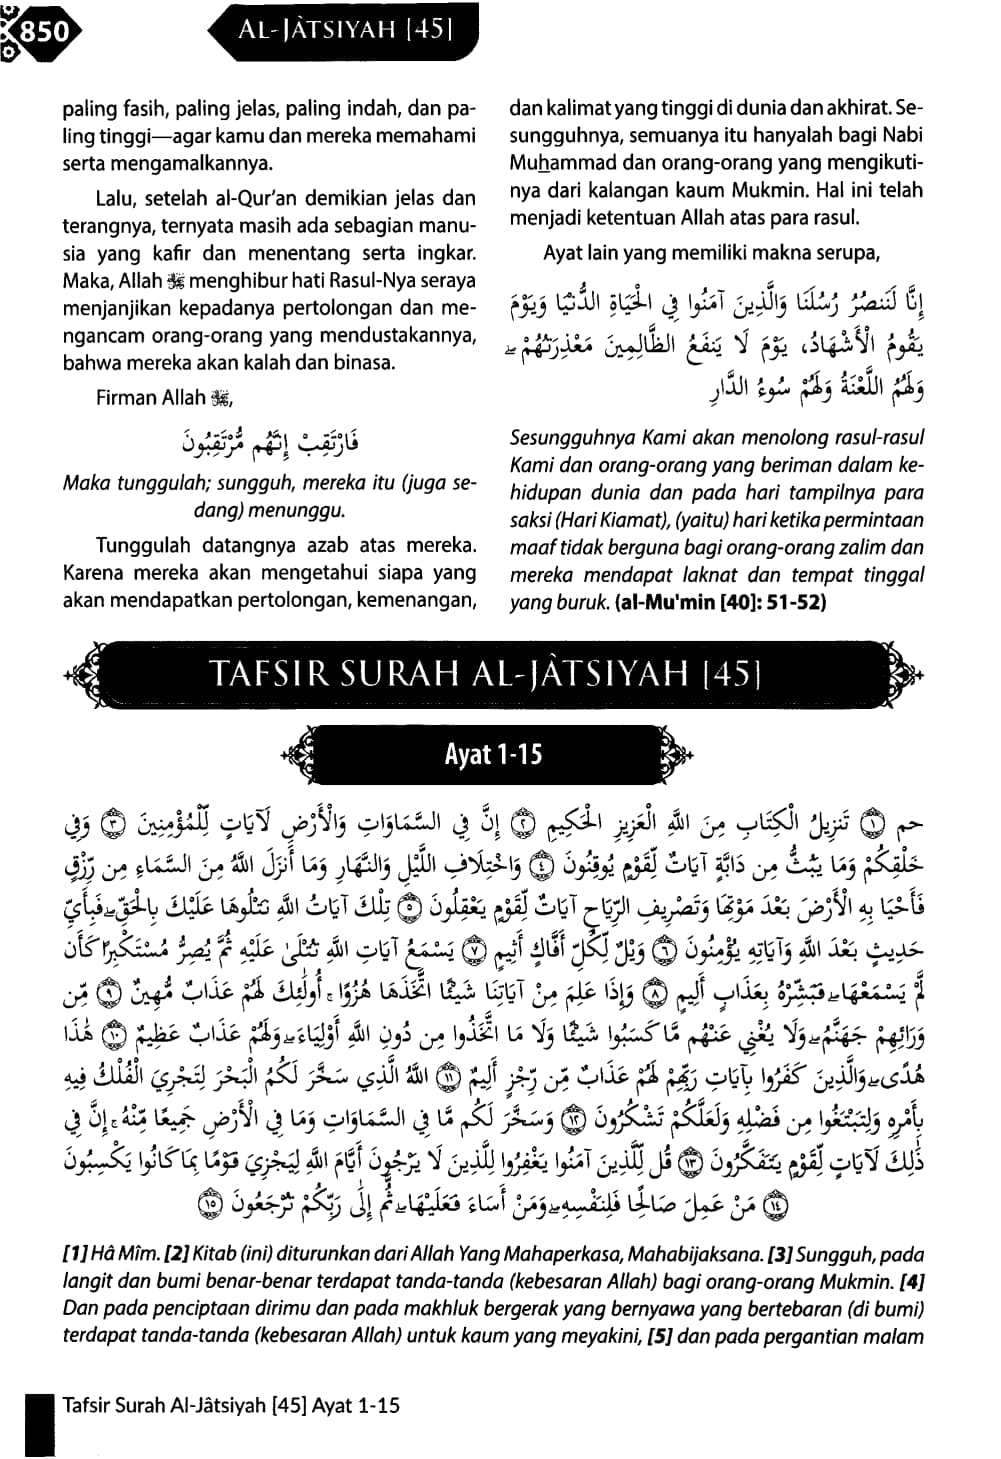 850
AL-JÂTSIYAH [45]
paling fasih, paling jelas, paling indah, dan pa-
ling tinggi—agar kamu dan mereka memahami
serta mengamalkannya.
Lalu, setelah al-Qur'an demikian jelas dan
terangnya, ternyata masih ada sebagian manu-
sia yang kafir dan menentang serta ingkar.
Maka, Allah ﷻ menghibur hati Rasul-Nya seraya
menjanjikan kepadanya pertolongan dan me-
ngancam orang-orang yang mendustakannya,
bahwa mereka akan kalah dan binasa.
Firman Allah ﷻ,
فَارْتَقِبْ إِنَّهُم مُّرْتَقِبُونَ
Maka tunggulah; sungguh, mereka itu (juga se-
dang) menunggu.
Tunggulah datangnya azab atas mereka.
Karena mereka akan mengetahui siapa yang
akan mendapatkan pertolongan, kemenangan,
dan kalimat yang tinggi di dunia dan akhirat. Se-
sungguhnya, semuanya itu hanyalah bagi Nabi
Muhammad dan orang-orang yang mengikuti-
nya dari kalangan kaum Mukmin. Hal ini telah
menjadi ketentuan Allah atas para rasul.
Ayat lain yang memiliki makna serupa,
إِنَّا لَنَنصُرُ رُسُلَنَا وَالَّذِينَ آمَنُوا فِي الْحَيَاةِ الدُّنْيَا وَيَوْمَ
يَقُومُ الْأَشْهَادُ، يَوْمَ لَا يَنفَعُ الظَّالِمِينَ مَعْذِرَتُهُمْ ۖ
وَلَهُمُ اللَّعْنَةُ وَلَهُمْ سُوءُ الدَّارِ
Sesungguhnya Kami akan menolong rasul-rasul
Kami dan orang-orang yang beriman dalam ke-
hidupan dunia dan pada hari tampilnya para
saksi (Hari Kiamat), (yaitu) hari ketika permintaan
maaf tidak berguna bagi orang-orang zalim dan
mereka mendapat laknat dan tempat tinggal
yang buruk. (al-Mu'min [40]: 51-52)
TAFSIR SURAH AL-JÂTSIYAH [45]
Ayat 1-15
حم ﴿١﴾ تَنزِيلُ الْكِتَابِ مِنَ اللَّهِ الْعَزِيزِ الْحَكِيمِ ﴿٢﴾ إِنَّ فِي السَّمَاوَاتِ وَالْأَرْضِ لَآيَاتٍ لِّلْمُؤْمِنِينَ ﴿٣﴾ وَفِي
خَلْقِكُمْ وَمَا يَبُثُّ مِن دَابَّةٍ آيَاتٌ لِّقَوْمٍ يُوقِنُونَ ﴿٤﴾ وَاخْتِلَافِ اللَّيْلِ وَالنَّهَارِ وَمَا أَنزَلَ اللَّهُ مِنَ السَّمَاءِ مِن رِّزْقٍ
فَأَحْيَا بِهِ الْأَرْضَ بَعْدَ مَوْتِهَا وَتَصْرِيفِ الرِّيَاحِ آيَاتٌ لِّقَوْمٍ يَعْقِلُونَ ﴿٥﴾ تِلْكَ آيَاتُ اللَّهِ نَتْلُوهَا عَلَيْكَ بِالْحَقِّ ۖ فَبِأَيِّ
حَدِيثٍ بَعْدَ اللَّهِ وَآيَاتِهِ يُؤْمِنُونَ ﴿٦﴾ وَيْلٌ لِّكُلِّ أَفَّاكٍ أَثِيمٍ ﴿٧﴾ يَسْمَعُ آيَاتِ اللَّهِ تُتْلَىٰ عَلَيْهِ ثُمَّ يُصِرُّ مُسْتَكْبِرًا كَأَن
لَّمْ يَسْمَعْهَا ۖ فَبَشِّرْهُ بِعَذَابٍ أَلِيمٍ ﴿٨﴾ وَإِذَا عَلِمَ مِنْ آيَاتِنَا شَيْئًا اتَّخَذَهَا هُزُوًا ۚ أُولَٰئِكَ لَهُمْ عَذَابٌ مُّهِينٌ ﴿٩﴾ مِّن
وَرَائِهِمْ جَهَنَّمُ ۖ وَلَا يُغْنِي عَنْهُم مَّا كَسَبُوا شَيْئًا وَلَا مَا اتَّخَذُوا مِن دُونِ اللَّهِ أَوْلِيَاءَ ۖ وَلَهُمْ عَذَابٌ عَظِيمٌ ﴿١٠﴾ هَٰذَا
هُدًى ۖ وَالَّذِينَ كَفَرُوا بِآيَاتِ رَبِّهِمْ لَهُمْ عَذَابٌ مِّن رِّجْزٍ أَلِيمٌ ﴿١١﴾ اللَّهُ الَّذِي سَخَّرَ لَكُمُ الْبَحْرَ لِتَجْرِيَ الْفُلْكُ فِيهِ
بِأَمْرِهِ وَلِتَبْتَغُوا مِن فَضْلِهِ وَلَعَلَّكُمْ تَشْكُرُونَ ﴿١٢﴾ وَسَخَّرَ لَكُم مَّا فِي السَّمَاوَاتِ وَمَا فِي الْأَرْضِ جَمِيعًا مِّنْهُ ۚ إِنَّ فِي
ذَٰلِكَ لَآيَاتٍ لِّقَوْمٍ يَتَفَكَّرُونَ ﴿١٣﴾ قُل لِّلَّذِينَ آمَنُوا يَغْفِرُوا لِلَّذِينَ لَا يَرْجُونَ أَيَّامَ اللَّهِ لِيَجْزِيَ قَوْمًا بِمَا كَانُوا يَكْسِبُونَ
﴿١٤﴾ مَنْ عَمِلَ صَالِحًا فَلِنَفْسِهِ ۖ وَمَنْ أَسَاءَ فَعَلَيْهَا ۖ ثُمَّ إِلَىٰ رَبِّكُمْ تُرْجَعُونَ ﴿١٥﴾
[1] Hâ Mîm. [2] Kitab (ini) diturunkan dari Allah Yang Mahaperkasa, Mahabijaksana. [3] Sungguh, pada
langit dan bumi benar-benar terdapat tanda-tanda (kebesaran Allah) bagi orang-orang Mukmin. [4]
Dan pada penciptaan dirimu dan pada makhluk bergerak yang bernyawa yang bertebaran (di bumi)
terdapat tanda-tanda (kebesaran Allah) untuk kaum yang meyakini, [5] dan pada pergantian malam
Tafsir Surah Al-Jâtsiyah [45] Ayat 1-15